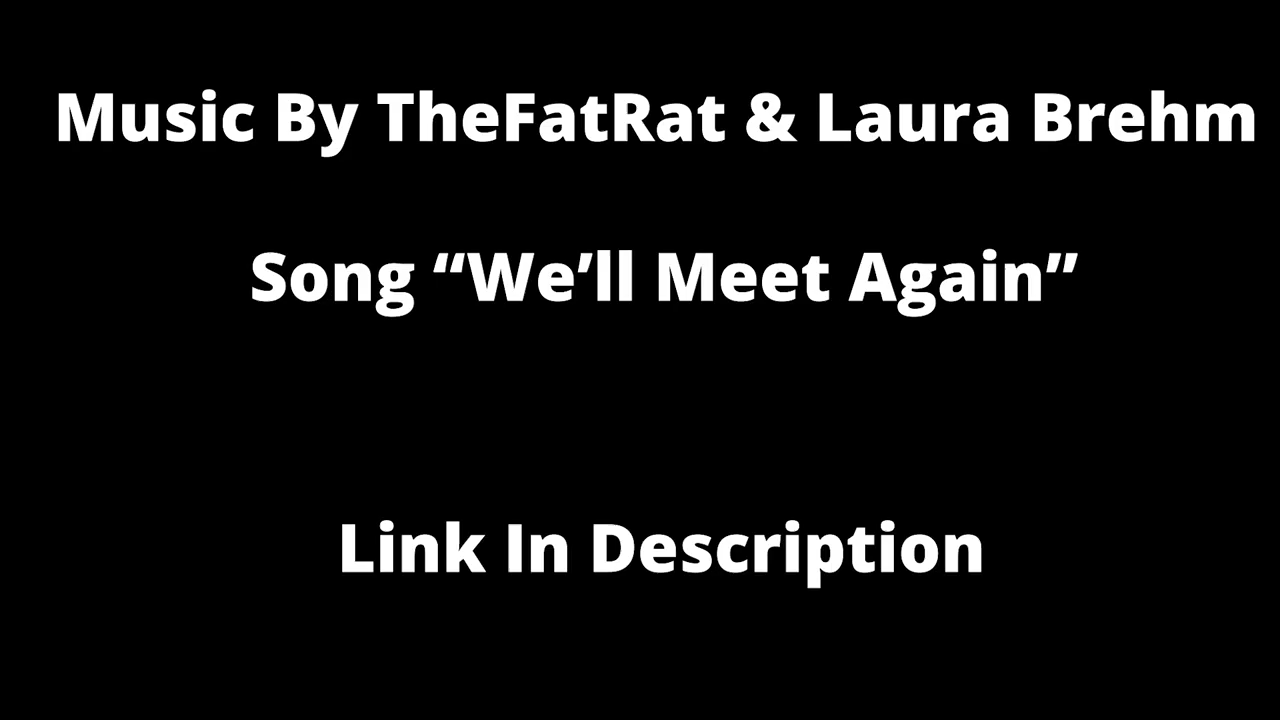 Music By TheFatRat & Laura Brehm
Song “We’ll Meet Again”
Link In Description